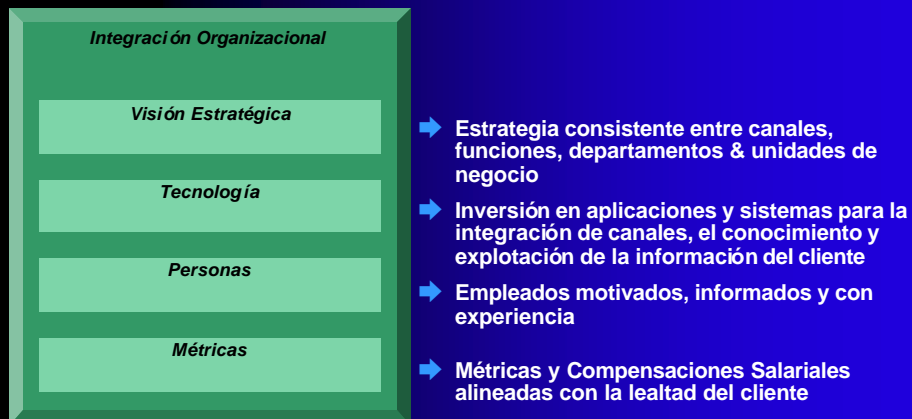 Integración Organizacional
Visión Estratégica
Estrategia consistente entre canales,
funciones, departamentos & unidades de
negocio
Tecnología
Inversión en aplicaciones y sistemas para la
integración de canales, el conocimiento y
explotación de la información del cliente
Personas
Empleados motivados, informados y con
experiencia
Métricas
Métricas y Compensaciones Salariales
alineadas con la lealtad del cliente